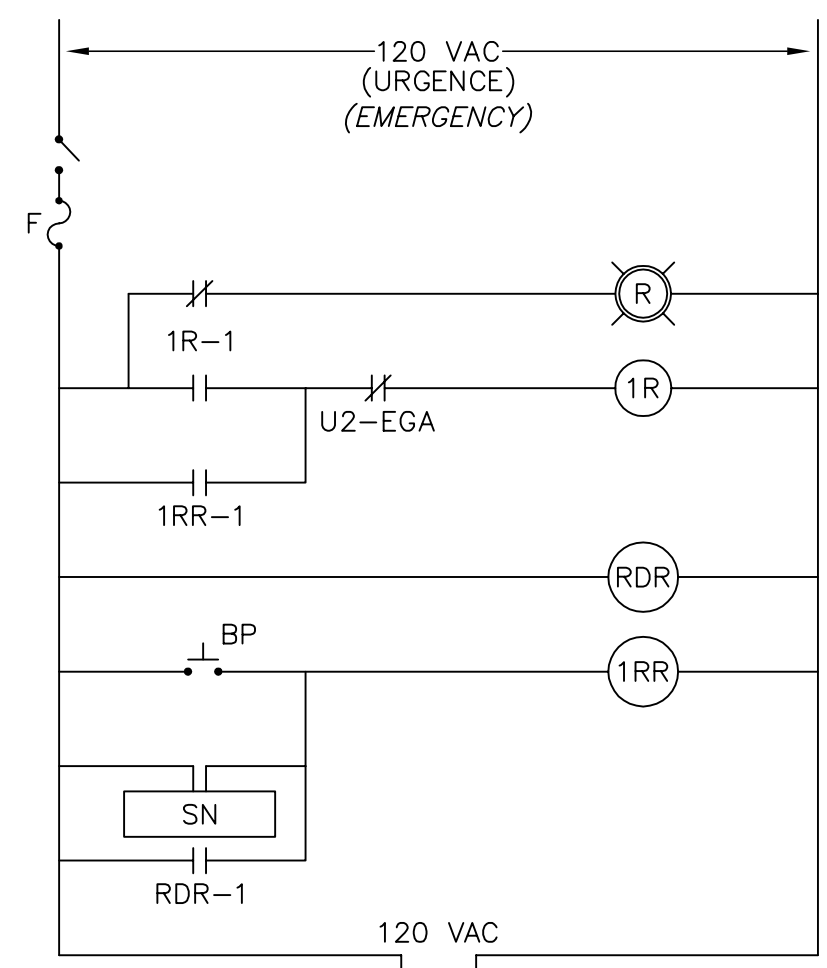 120 VAC
(URGENCE)
(EMERGENCY)
F
R
1R-1
1R
U2-EGA
1RR-1
RDR
BP
1RR
SN
RDR-1
120 VAC